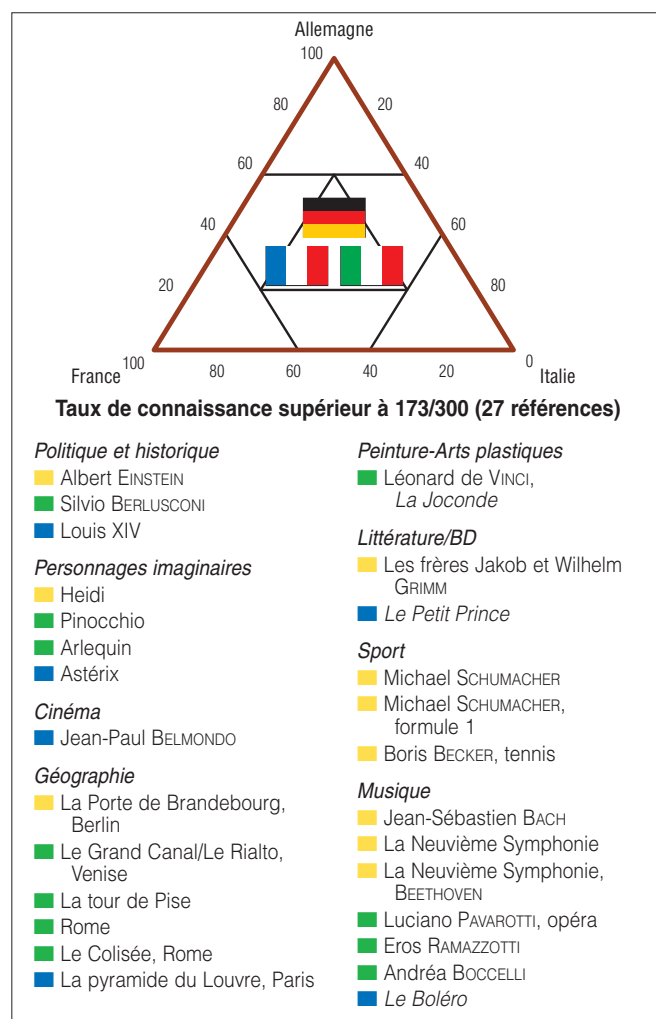 Allemagne
100
80
20
60
40
40
60
20
80
100
0
France
80
60
40
20
Italie
Taux de connaissance supérieur à 173/300 (27 références)
Politique et historique
Albert EINSTEIN
Silvio BERLUSCONI
Louis XIV
Personnages imaginaires
Heidi
Pinocchio
Arlequin
Astérix
Cinéma
Jean-Paul BELMONDO
Géographie
La Porte de Brandebourg,
Berlin
Le Grand Canal/Le Rialto,
Venise
La tour de Pise
Rome
Le Colisée, Rome
La pyramide du Louvre, Paris
Peinture-Arts plastiques
Léonard de VINCI,
La Joconde
Littérature/BD
Les frères Jakob et Wilhelm
GRIMM
Le Petit Prince
Sport
Michael SCHUMACHER
Michael SCHUMACHER,
formule 1
Boris BECKER, tennis
Musique
Jean-Sébastien BACH
La Neuvième Symphonie
La Neuvième Symphonie,
BEETHOVEN
Luciano PAVAROTTI, opéra
Eros RAMAZZOTTI
Andréa BOCCELLI
Le Boléro